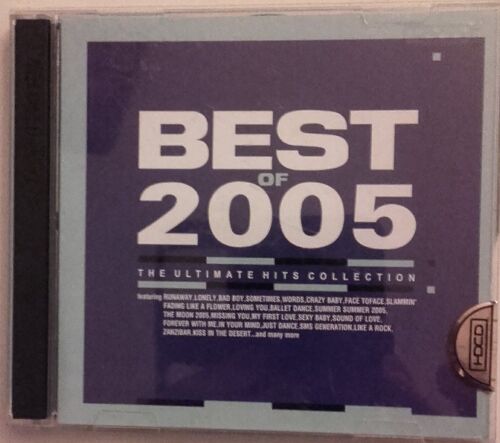 BEST
OF
2005
THE ULTIMATE HITS COLLECTION
featuring RUNAWAY,LONELY,BAD BOY,SOMETIMES,WORDS,CRAZY BABY,FACE TOFACE,SLAMMIN'
FADING LIKE A FLOWER,LOVING YOU,BALLET DANCE,SUMMER SUMMER 2005,
THE MOON 2005,MISSING YOU,MY FIRST LOVE,SEXY BABY,SOUND OF LOVE,
FOREVER WITH ME,IN YOUR MIND,JUST DANCE,SMS GENERATION,LIKE A ROCK,
ZANZIBAR,KISS IN THE DESERT...and many more
HDCD